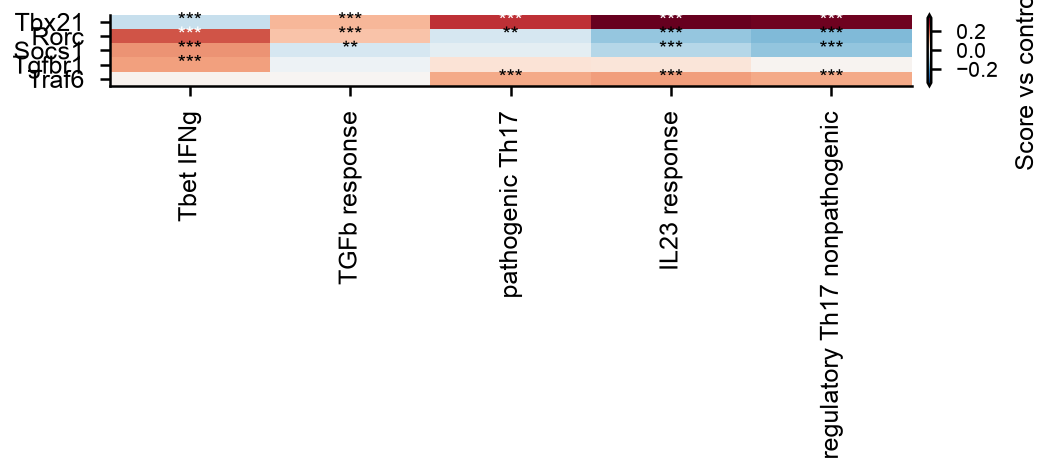 Tbx21
Rorc
Socs1
Tgfbr1
Traf6
*** *** *** *** ***
*** *** ** *** ***
*** ** *** ***
***
*** *** ***
Tbet IFNg
TGFb response
pathogenic Th17
IL23 response
regulatory Th17 nonpathogenic
0.2
0.0
−0.2
Score vs contro